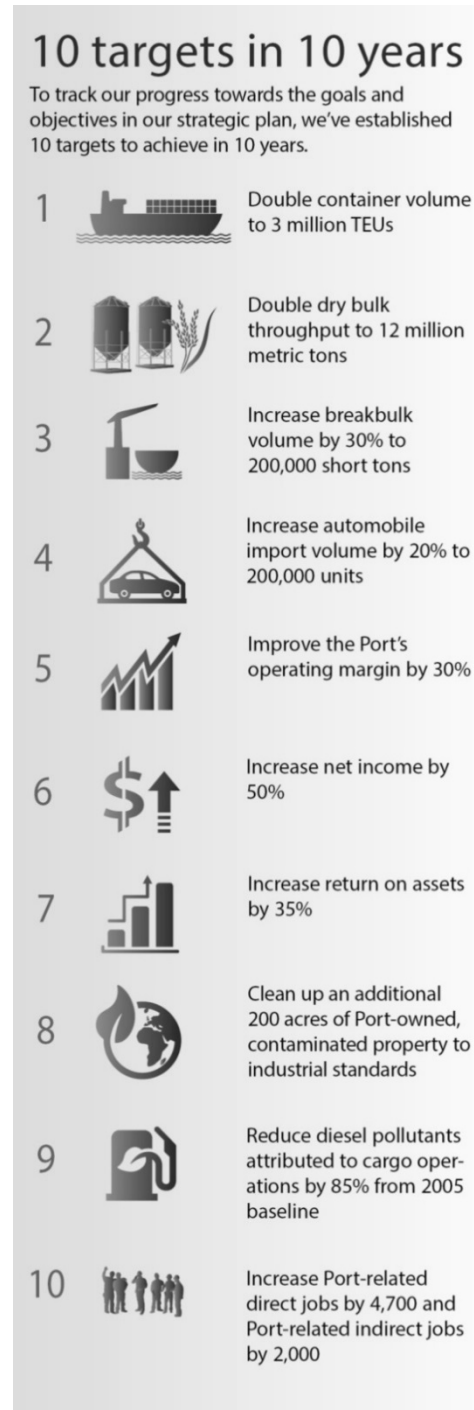 10 targets in 10 years
To track our progress towards the goals and
objectives in our strategic plan, we've established
10 targets to achieve in 10 years.
1
Double container volume
to 3 million TEUs
2
Double dry bulk
throughput to 12 million
metric tons
3
Increase breakbulk
volume by 30% to
200,000 short tons
4
Increase automobile
import volume by 20% to
200,000 units
5
Improve the Port's
operating margin by 30%
6
Increase net income by
50%
7
Increase return on assets
by 35%
8
Clean up an additional
200 acres of Port-owned,
contaminated property to
industrial standards
9
Reduce diesel pollutants
attributed to cargo oper-
ations by 85% from 2005
baseline
10
Increase Port-related
direct jobs by 4,700 and
Port-related indirect jobs
by 2,000